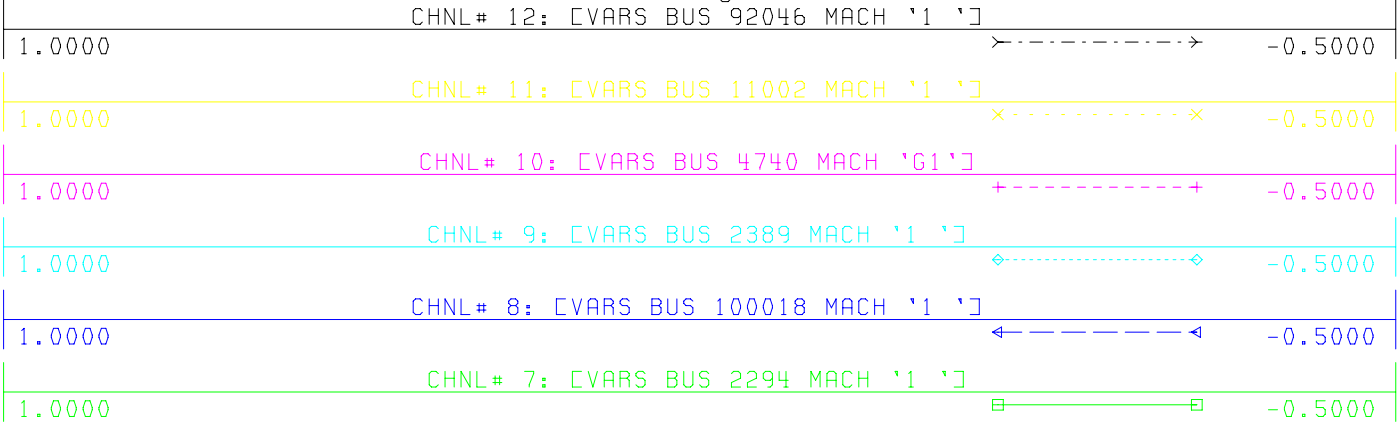 CHNL# 12: [VARS BUS 92046 MACH '1 ']
1.0000 -0.5000
CHNL# 11: [VARS BUS 11002 MACH '1 ']
1.0000 -0.5000
CHNL# 10: [VARS BUS 4740 MACH 'G1']
1.0000 -0.5000
CHNL# 9: [VARS BUS 2389 MACH '1 ']
1.0000 -0.5000
CHNL# 8: [VARS BUS 100018 MACH '1 ']
1.0000 -0.5000
CHNL# 7: [VARS BUS 2294 MACH '1 ']
1.0000 -0.5000